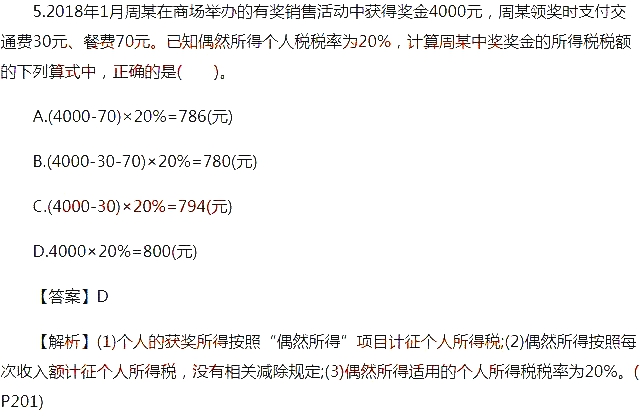 5.2018年1月周某在商场举办的有奖销售活动中获得奖金4000元，周某领奖时支付交
通费30元、餐费70元。已知偶然所得个人税税率为20%，计算周某中奖奖金的所得税税额
的下列算式中，正确的是(　　)。
A.(4000-70)×20%=786(元)
B.(4000-30-70)×20%=780(元)
C.(4000-30)×20%=794(元)
D.4000×20%=800(元)
【答案】D
【解析】(1)个人的获奖所得按照“偶然所得”项目计征个人所得税;(2)偶然所得按照每
次收入额计征个人所得税，没有相关减除规定;(3)偶然所得适用的个人所得税税率为20%。(
P201)